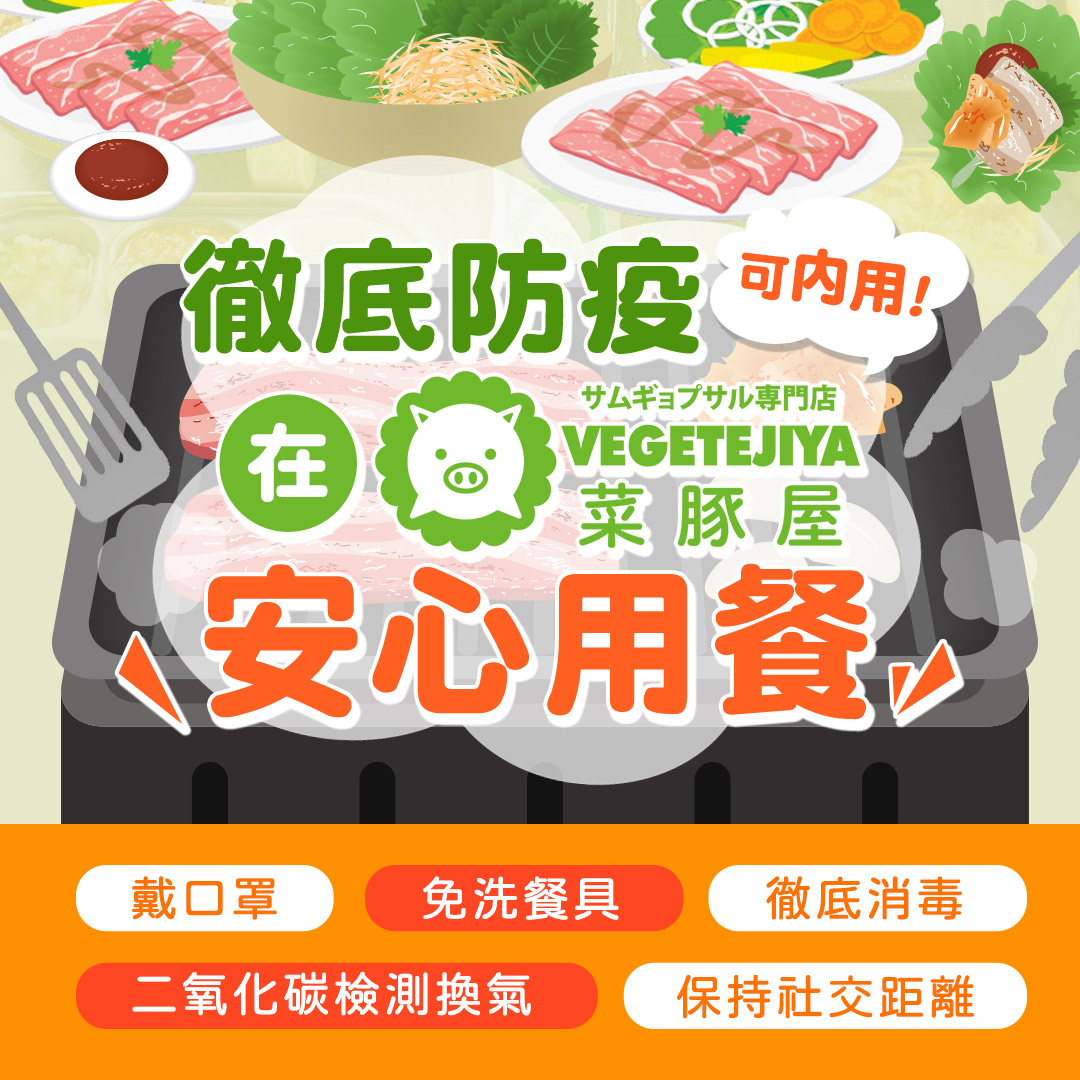 徹底防疫
可內用!
在
サムギョプサル専門店
VEGETEJIYA
菜豚屋
安心用餐
戴口罩
免洗餐具
徹底消毒
二氧化碳檢測換氣
保持社交距離